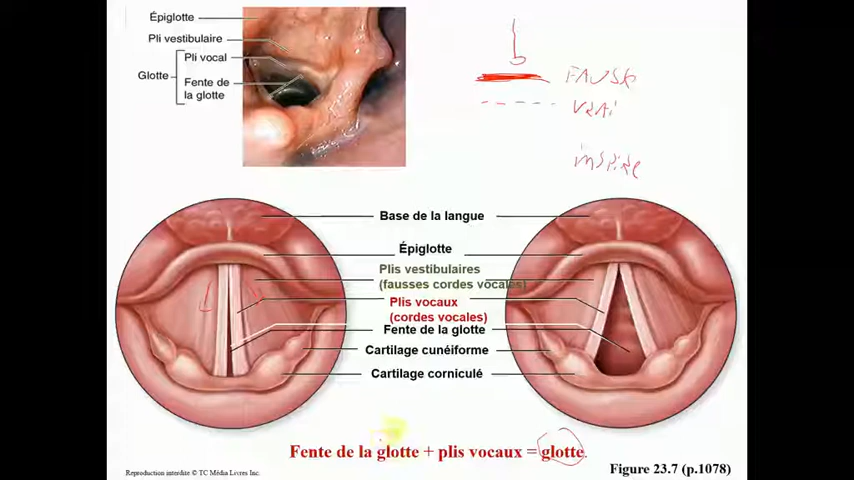 Épiglotte
Pli vestibulaire
Pli vocal
Glotte
Fente de
la glotte
FAUSSE
VRAI
inspire
Base de la langue
Épiglotte
Plis vestibulaires
(fausses cordes vocales)
Plis vocaux
(cordes vocales)
Fente de la glotte
Cartilage cunéiforme
Cartilage corniculé
Fente de la glotte + plis vocaux = glotte.
Reproduction interdite © TC Média Livres Inc.
Figure 23.7 (p.1078)